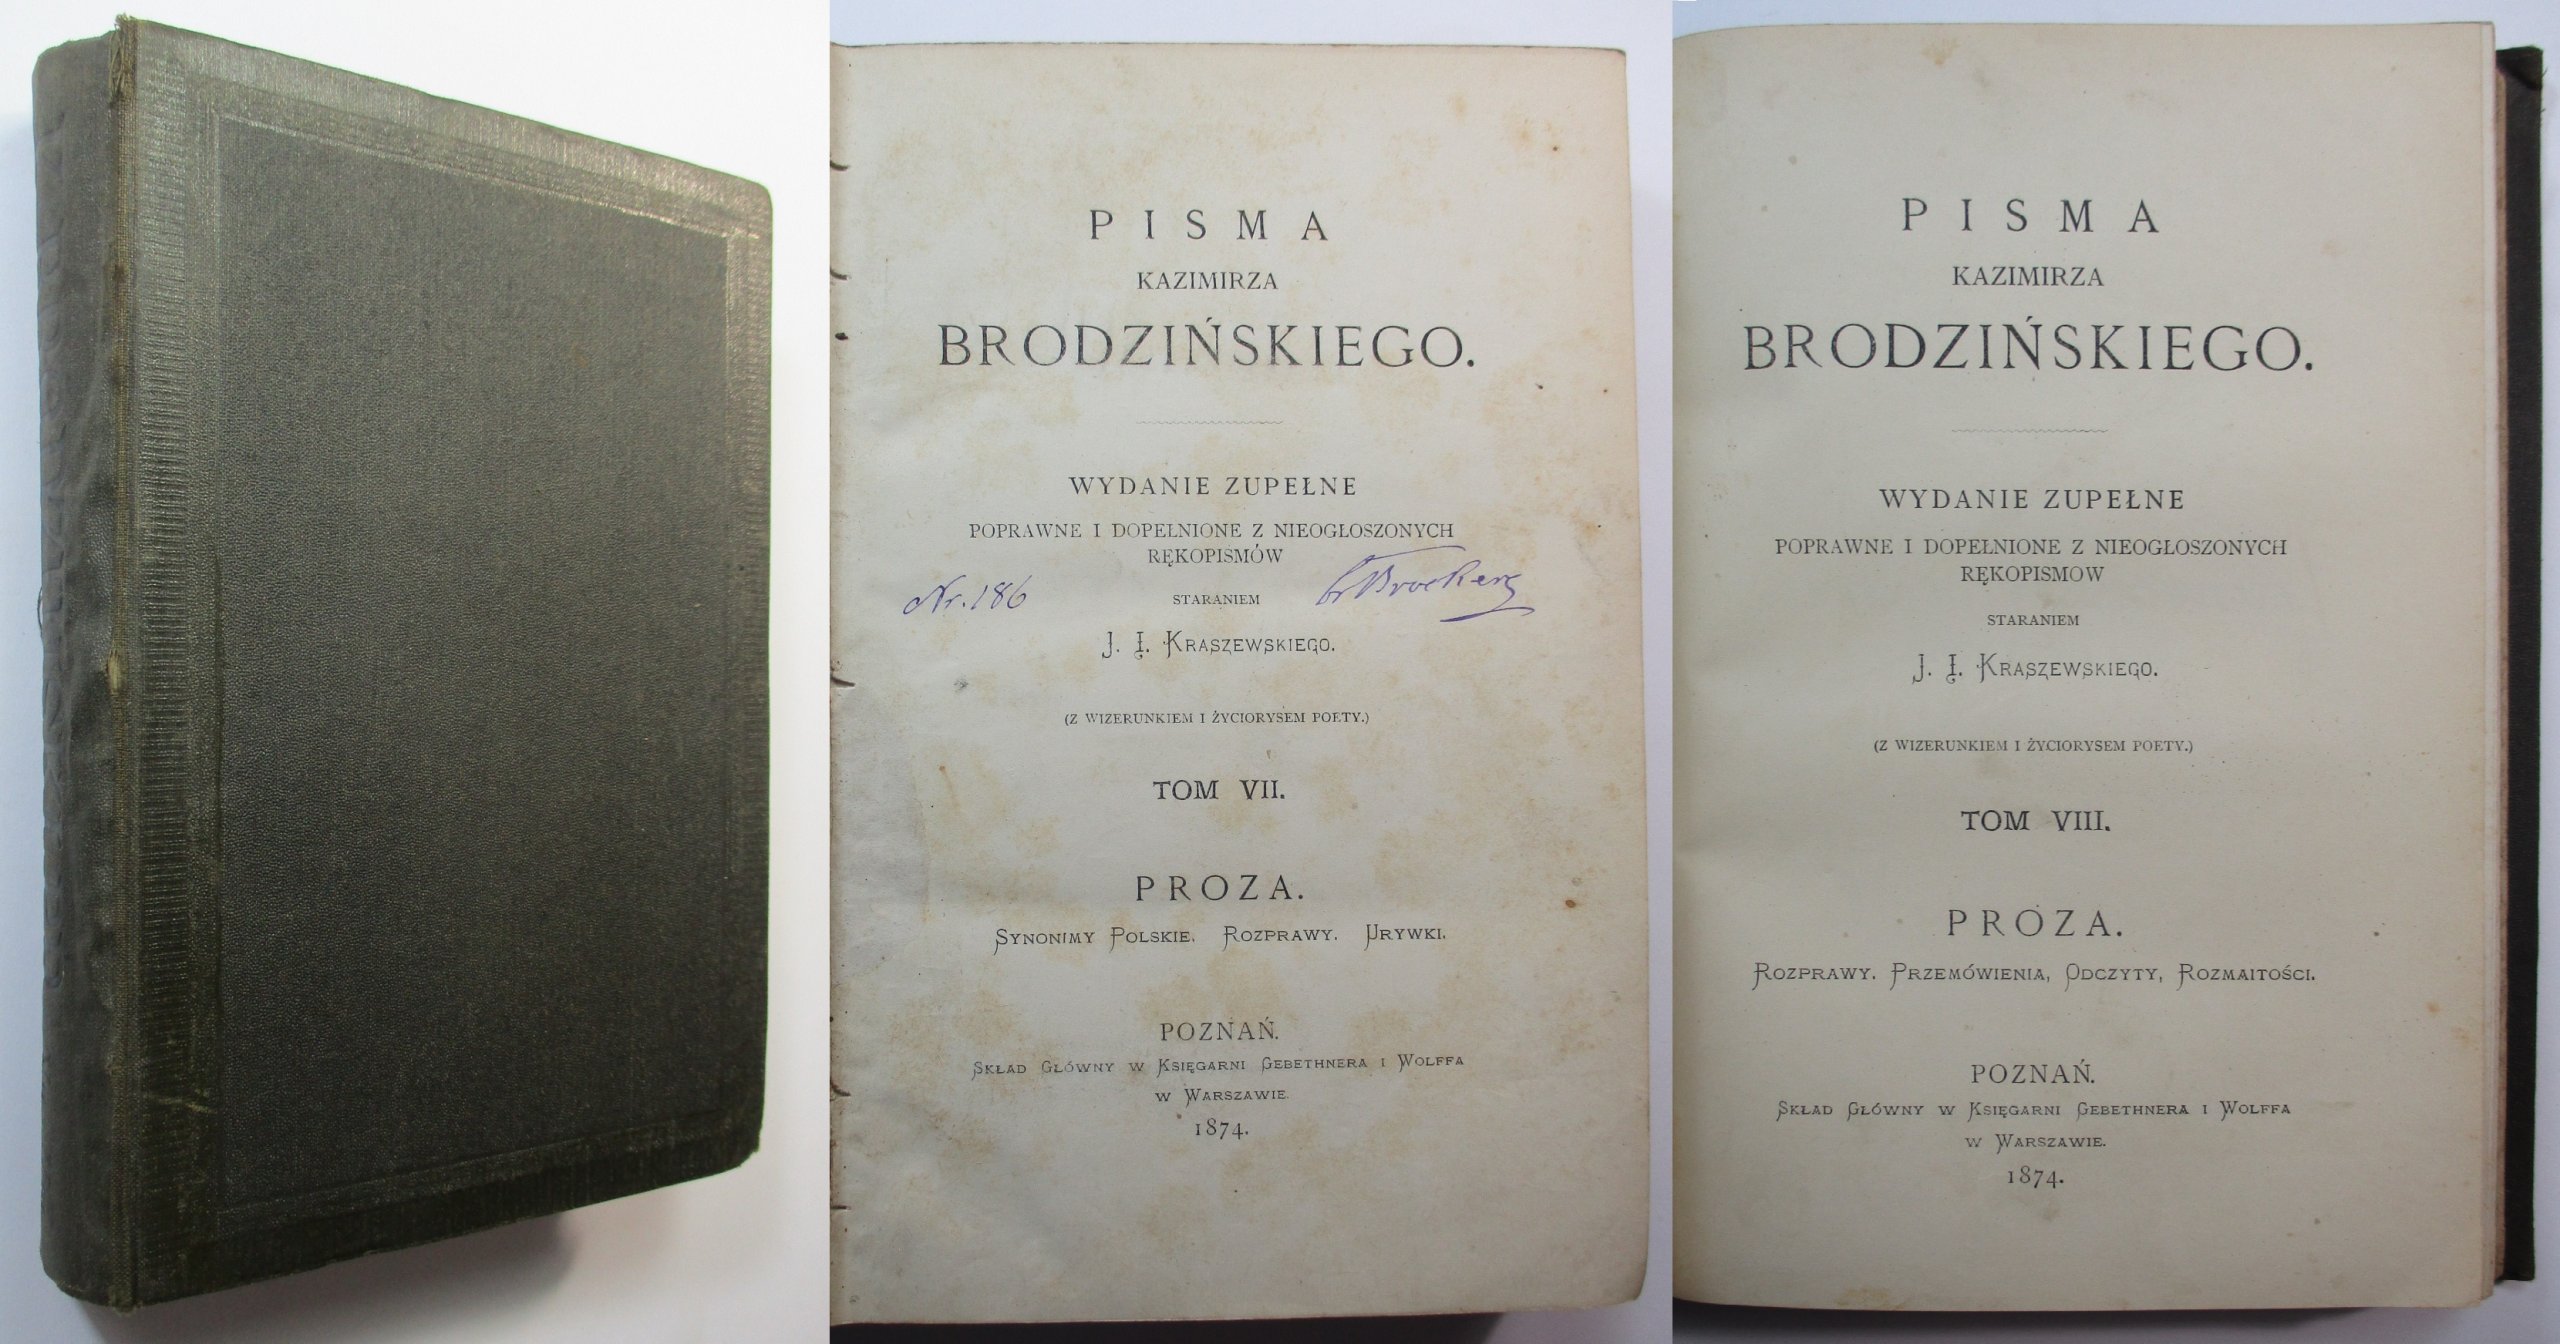 PISMA
KAZIMIRZA
BRODZIŃSKIEGO.
WYDANIE ZUPEŁNE
POPRAWNE I DOPEŁNIONE Z NIEOGŁOSZONYCH
RĘKOPISMÓW
Nr. 186
STARANIEM
J. I. KRASZEWSKIEGO.
(Z WIZERUNKIEM I ŻYCIORYSEM POETY.)
TOM VII.
PROZA.
SYNONIMY POLSKIE. ROZPRAWY. URYWKI.
POZNAŃ.
SKŁAD GŁÓWNY W KSIĘGARNI GEBETHNERA I WOLFFA
W WARSZAWIE.
1874.
PISMA
KAZIMIRZA
BRODZIŃSKIEGO.
WYDANIE ZUPEŁNE
POPRAWNE I DOPEŁNIONE Z NIEOGŁOSZONYCH
RĘKOPISMOW
STARANIEM
J. I. KRASZEWSKIEGO.
(Z WIZERUNKIEM I ŻYCIORYSEM POETY.)
TOM VIII.
PROZA.
ROZPRAWY. PRZEMÓWIENIA, ODCZYTY, ROZMAITOŚCI.
POZNAŃ.
SKŁAD GŁÓWNY W KSIĘGARNI GEBETHNERA I WOLFFA
W WARSZAWIE.
1874.